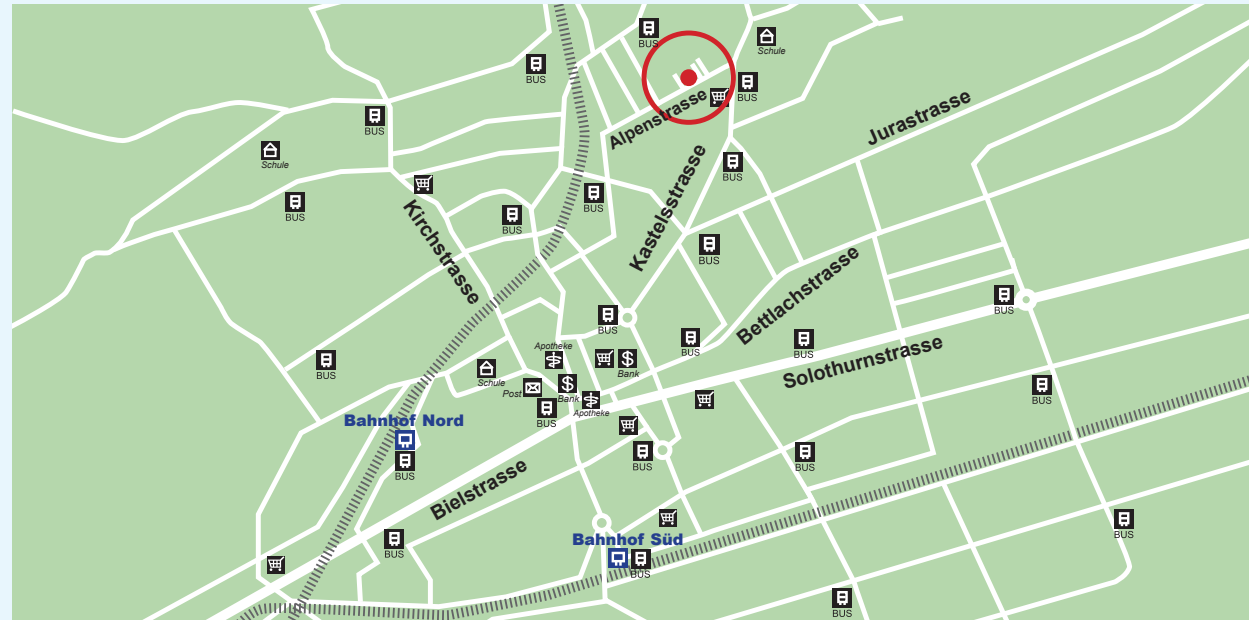 BUS
Schule
BUS
BUS
Alpenstrasse
Jurastrasse
BUS
Schule
BUS
Kastelsstrasse
BUS
BUS
BUS
Kirchstrasse
BUS
Bettlachstrasse
BUS
BUS
BUS
BUS
Solothurnstrasse
Apotheke
Bank
BUS
Schule
Post
Bank
Apotheke
BUS
BUS
Bahnhof Nord
BUS
BUS
BUS
Bielstrasse
BUS
BUS
Bahnhof Süd
BUS
BUS